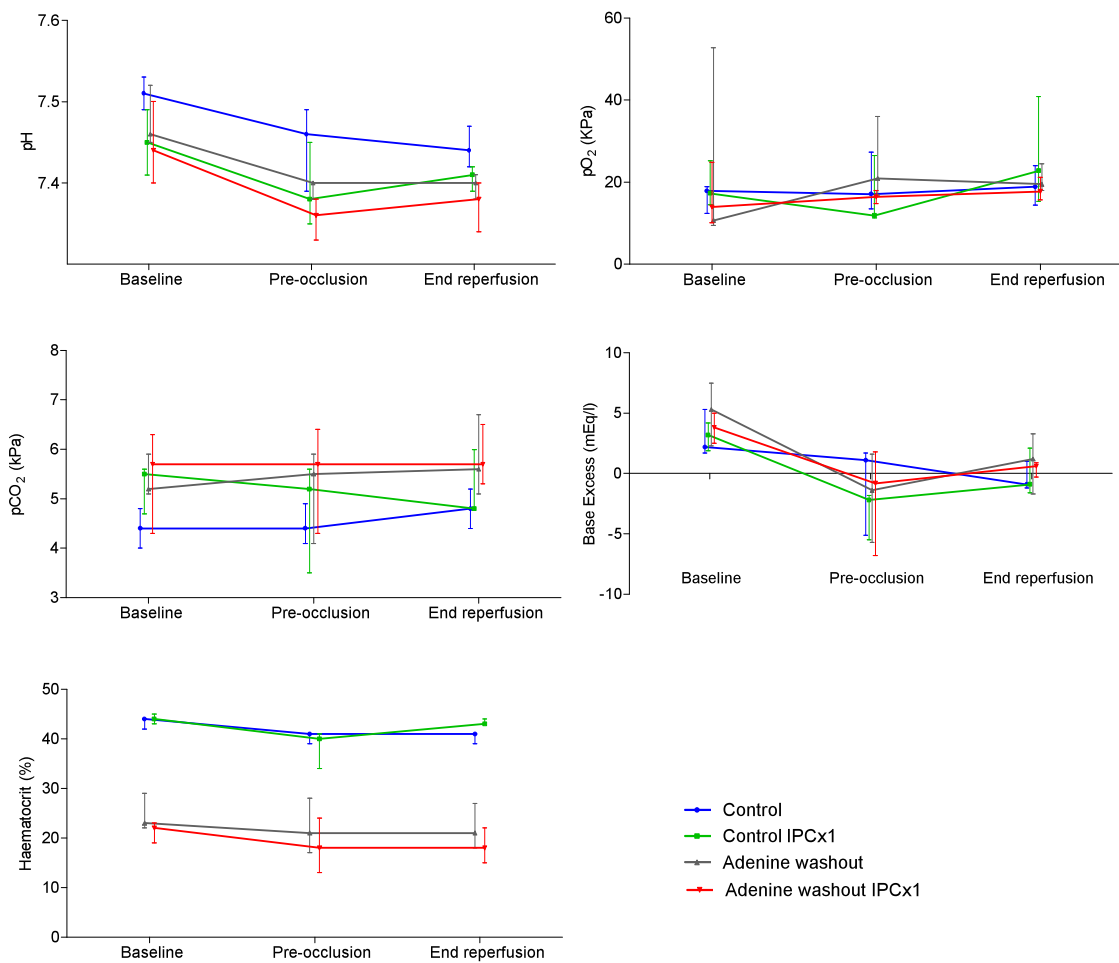 pH
7.6
7.5
7.4
Baseline Pre-occlusion End reperfusion
pO2 (KPa)
60
40
20
0
Baseline Pre-occlusion End reperfusion
pCO2 (kPa)
8
7
6
5
4
3
Baseline Pre-occlusion End reperfusion
Base Excess (mEq/l)
10
5
0
-5
-10
Baseline Pre-occlusion End reperfusion
Haematocrit (%)
50
40
30
20
10
0
Baseline Pre-occlusion End reperfusion
Control
Control IPCx1
Adenine washout
Adenine washout IPCx1